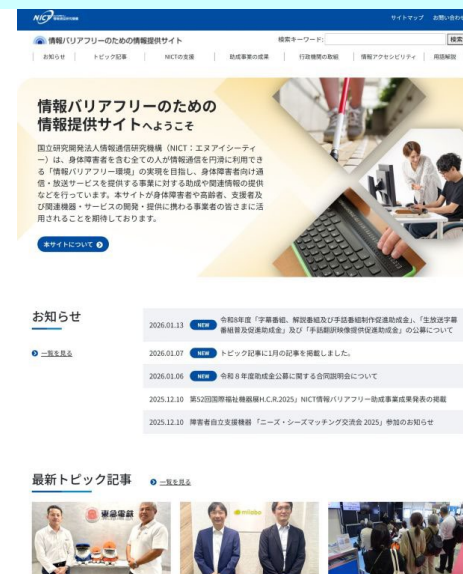 NICT
サイトマップ お問い合わせ
情報バリアフリーのための情報提供サイト
検索キーワード:
検索
お知らせ トピック記事 NICTの支援 助成事業の成果 行政機関の取組 情報アクセシビリティ 用語解説
情報バリアフリーのための
情報提供サイトへようこそ
国立研究開発法人情報通信研究機構（NICT：エヌアイシーティ
ー）は、身体障害者を含む全ての人が情報通信を円滑に利用でき
る「情報バリアフリー環境」の実現を目指し、身体障害者向け通
信・放送サービスを提供する事業に対する助成や関連情報の提供
などを行っています。本サイトが身体障害者や高齢者、支援者及
び関連機器・サービスの開発・提供に携わる事業者の皆さまに活
用されることを期待しております。
本サイトについて
お知らせ
一覧を見る
2026.01.13 NEW 令和8年度「字幕番組、解説番組及び手話番組制作促進助成金」、「生放送字幕
番組普及促進助成金」及び「手話翻訳映像提供促進助成金」の公募について
2026.01.07 NEW トピック記事に1月の記事を掲載しました。
2026.01.06 NEW 令和８年度助成金公募に関する合同説明会について
2025.12.10 第52回国際福祉機器展H.C.R.2025」NICT情報バリアフリー助成事業成果発表の掲載
2025.12.10 障害者自立支援機器 「ニーズ・シーズマッチング交流会 2025」参加のお知らせ
最新トピック記事
一覧を見る
東急電鉄
milabo